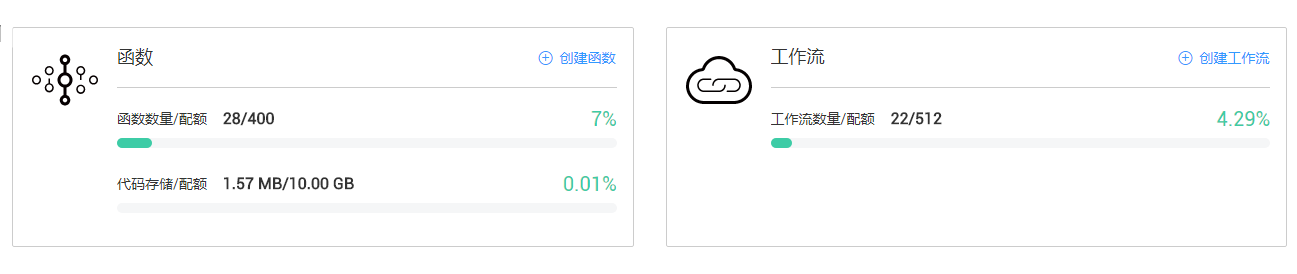 函数
创建函数
函数数量/配额 28/400 7%
代码存储/配额 1.57 MB/10.00 GB 0.01%
工作流
创建工作流
工作流数量/配额 22/512 4.29%